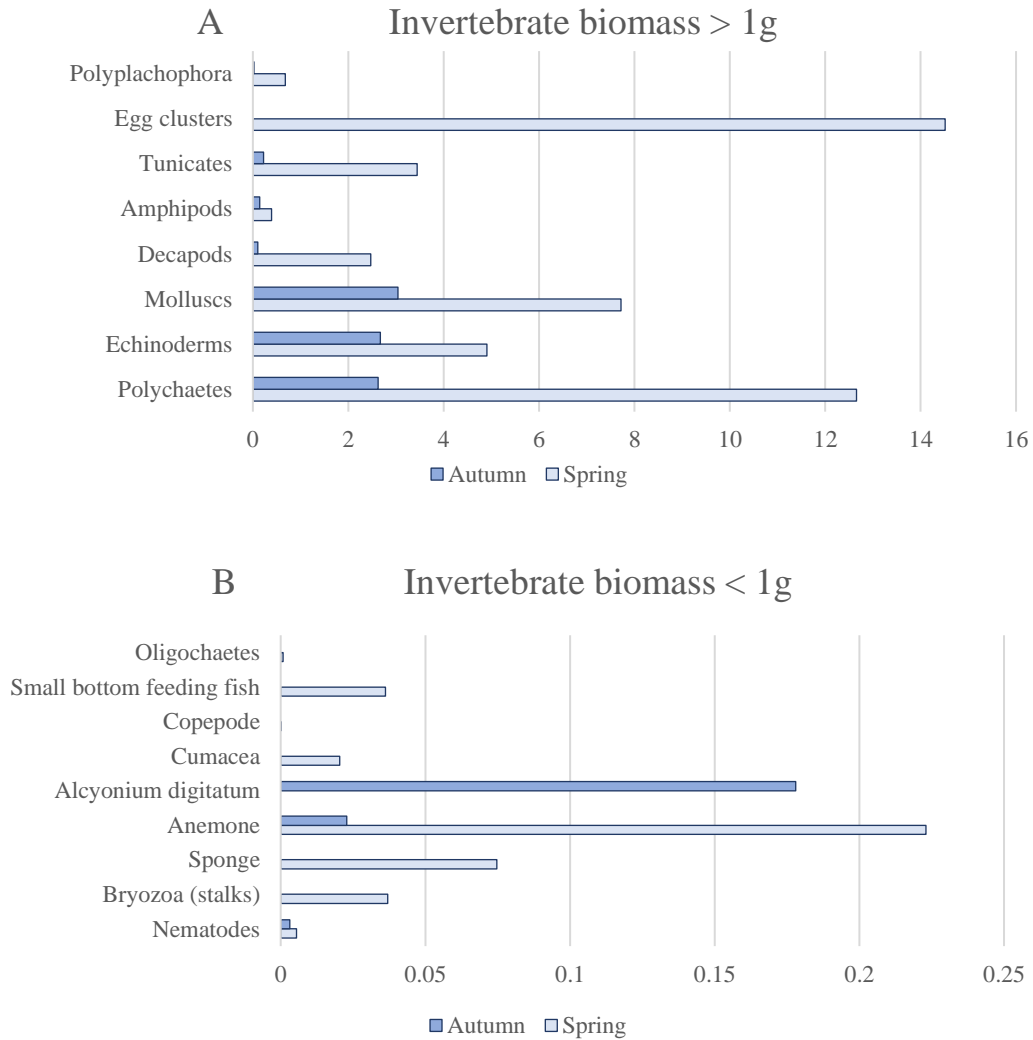 A Invertebrate biomass > 1g
Polyplachophora
Egg clusters
Tunicates
Amphipods
Decapods
Molluscs
Echinoderms
Polychaetes
0 2 4 6 8 10 12 14 16
Autumn Spring
B Invertebrate biomass < 1g
Oligochaetes
Small bottom feeding fish
Copepode
Cumacea
Alcyonium digitatum
Anemone
Sponge
Bryozoa (stalks)
Nematodes
0 0.05 0.1 0.15 0.2 0.25
Autumn Spring